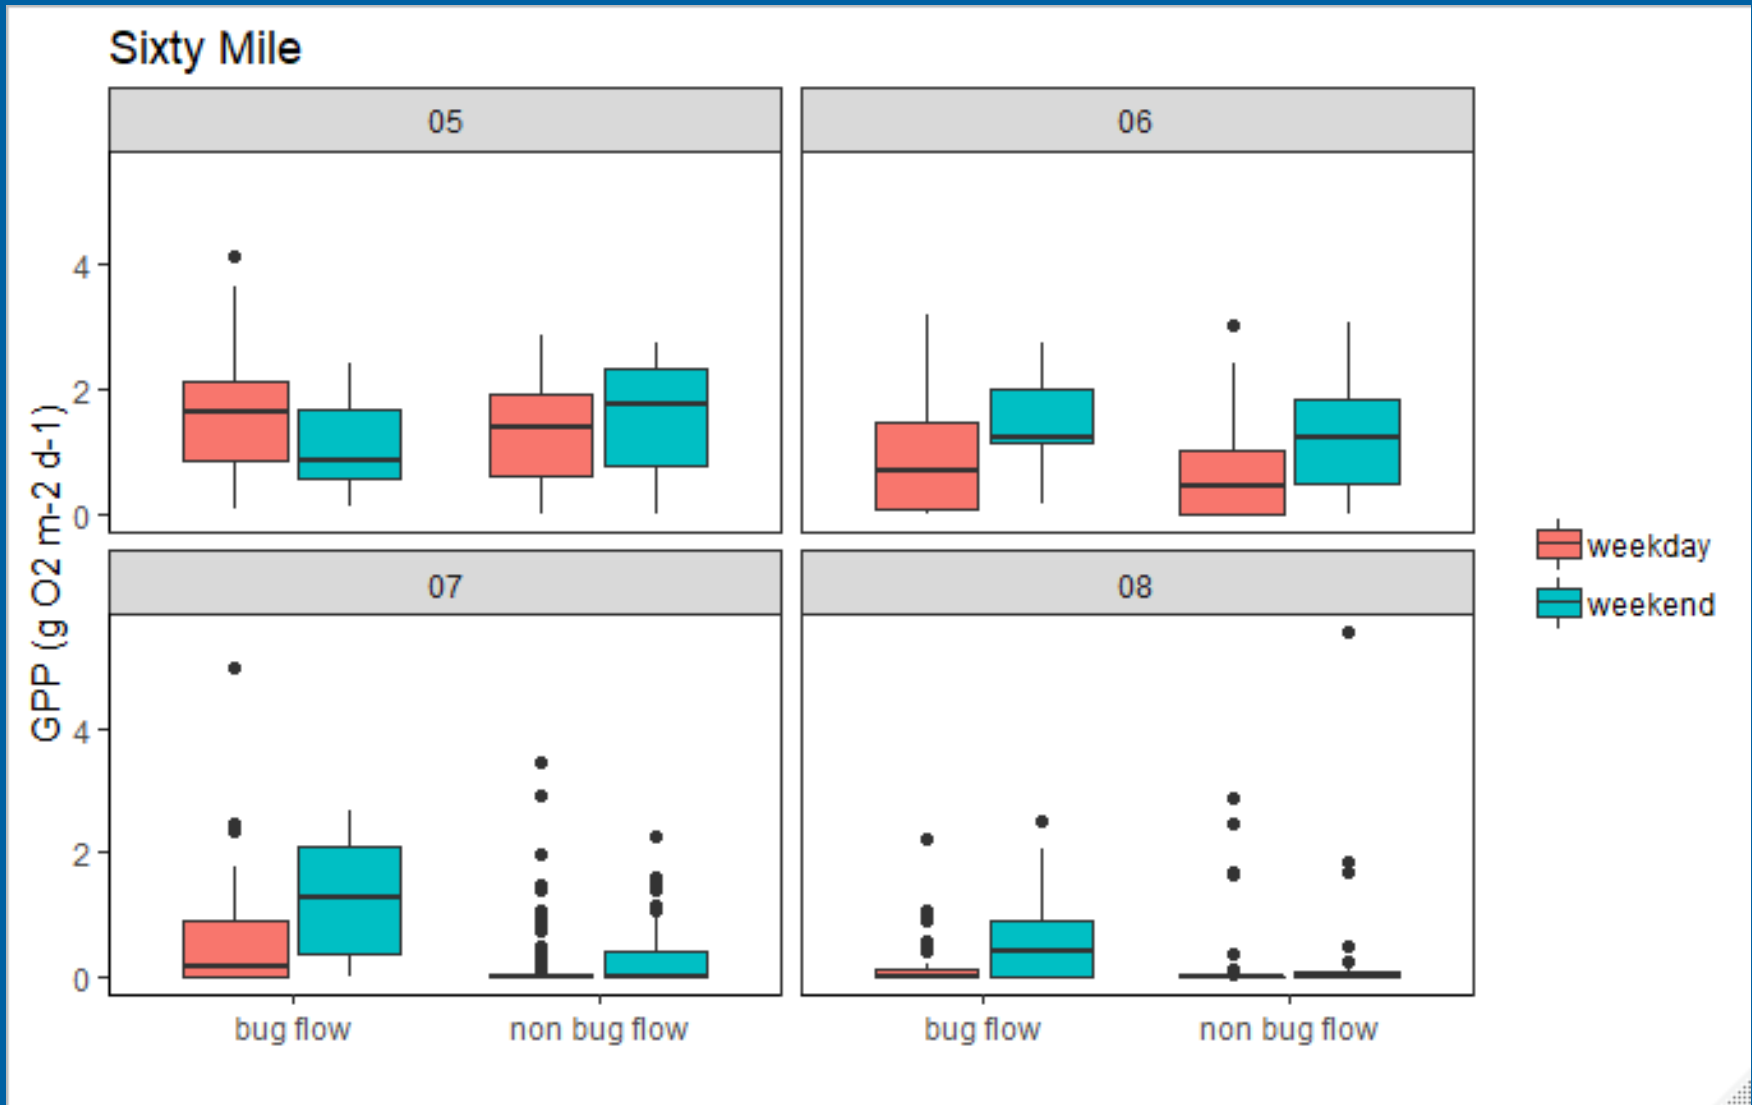 Sixty Mile
05
06
4
2
0
GPP (g O2 m-2 d-1)
weekday
weekend
07
08
4
2
0
bug flow
non bug flow
bug flow
non bug flow